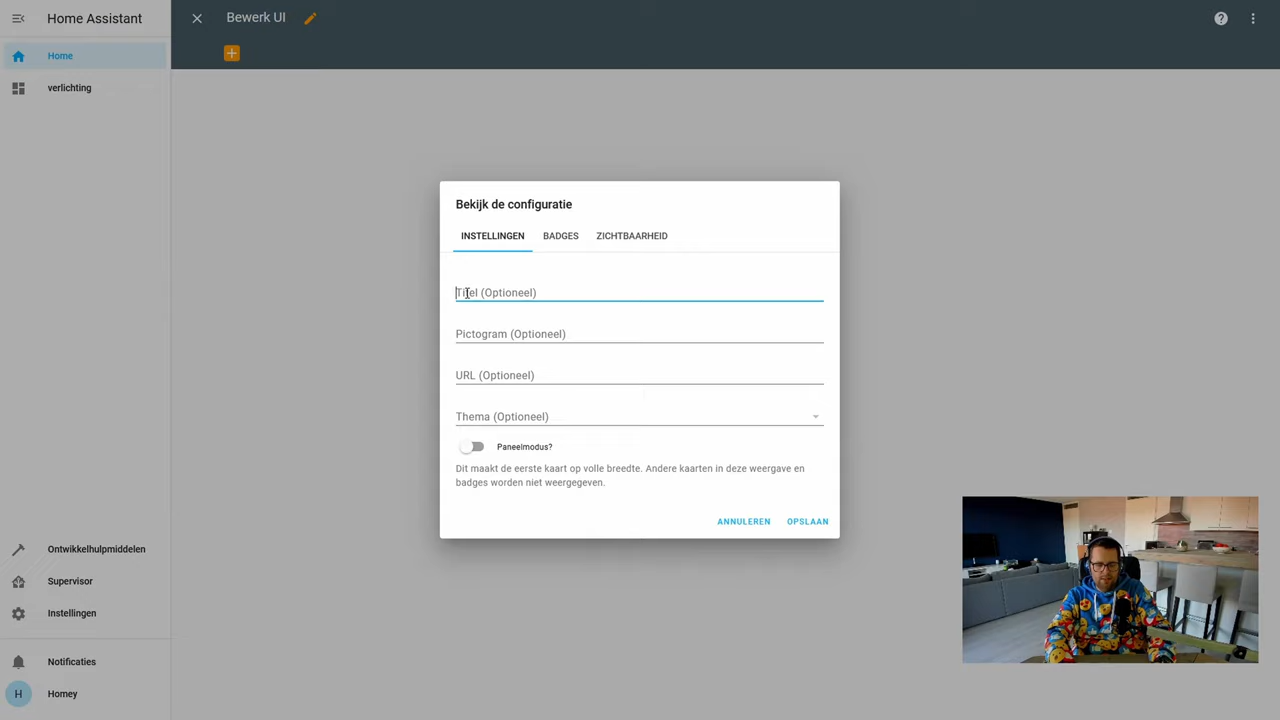 Home Assistant
Home
verlichting
Ontwikkelhulpmiddelen
Supervisor
Instellingen
Notificaties
H
Homey
Bewerk UI
Bekijk de configuratie
INSTELLINGEN BADGES ZICHTBAARHEID
Titel (Optioneel)
Pictogram (Optioneel)
URL (Optioneel)
Thema (Optioneel)
Paneelmodus?
Dit maakt de eerste kaart op volle breedte. Andere kaarten in deze weergave en
badges worden niet weergegeven.
ANNULEREN OPSLAAN